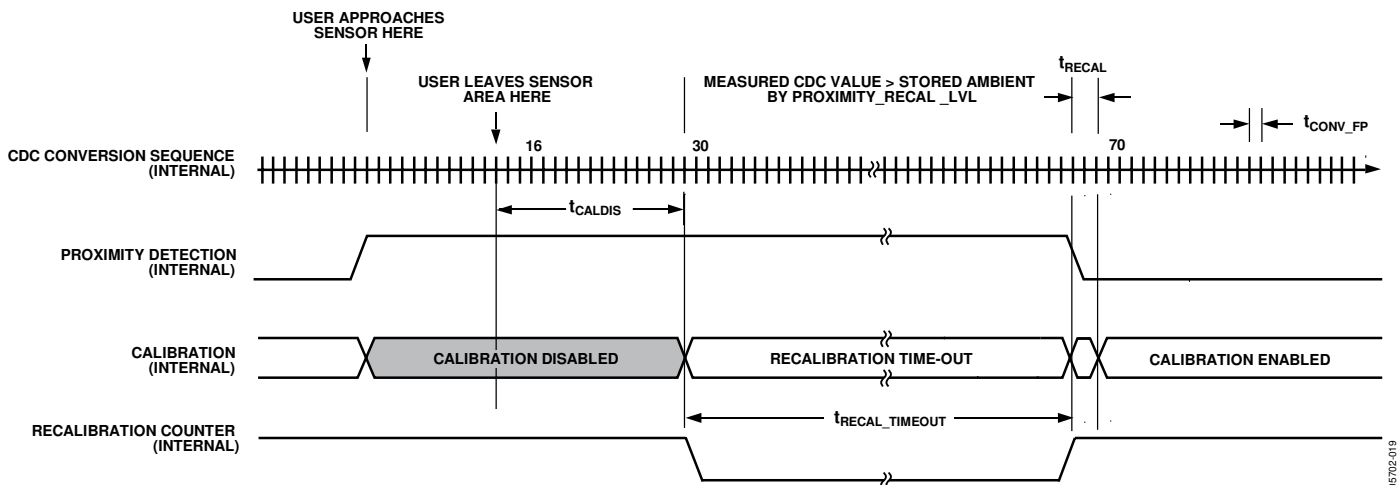 USER APPROACHES
SENSOR HERE
USER LEAVES SENSOR
AREA HERE
MEASURED CDC VALUE > STORED AMBIENT
BY PROXIMITY_RECAL _LVL
tRECAL
tCONV_FP
CDC CONVERSION SEQUENCE
(INTERNAL)
16
30
70
tCALDIS
PROXIMITY DETECTION
(INTERNAL)
CALIBRATION
(INTERNAL)
CALIBRATION DISABLED
RECALIBRATION TIME-OUT
CALIBRATION ENABLED
tRECAL_TIMEOUT
RECALIBRATION COUNTER
(INTERNAL)
05702-019